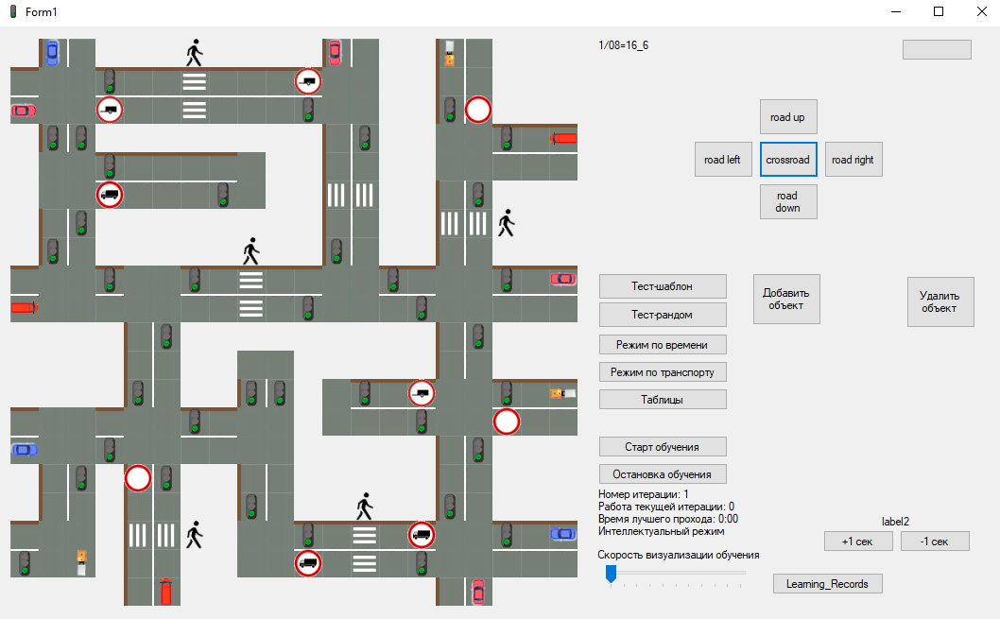 Form1
1/08=16_6
road up
road left
crossroad
road right
road
down
Тест-шаблон
Тест-рандом
Режим по времени
Режим по транспорту
Таблицы
Добавить
объект
Удалить
объект
Старт обучения
Остановка обучения
Номер итерации: 1
Работа текущей итерации: 0
Время лучшего прохода: 0:00
Интеллектуальный режим
label2
+1 сек
-1 сек
Скорость визуализации обучения
Learning_Records